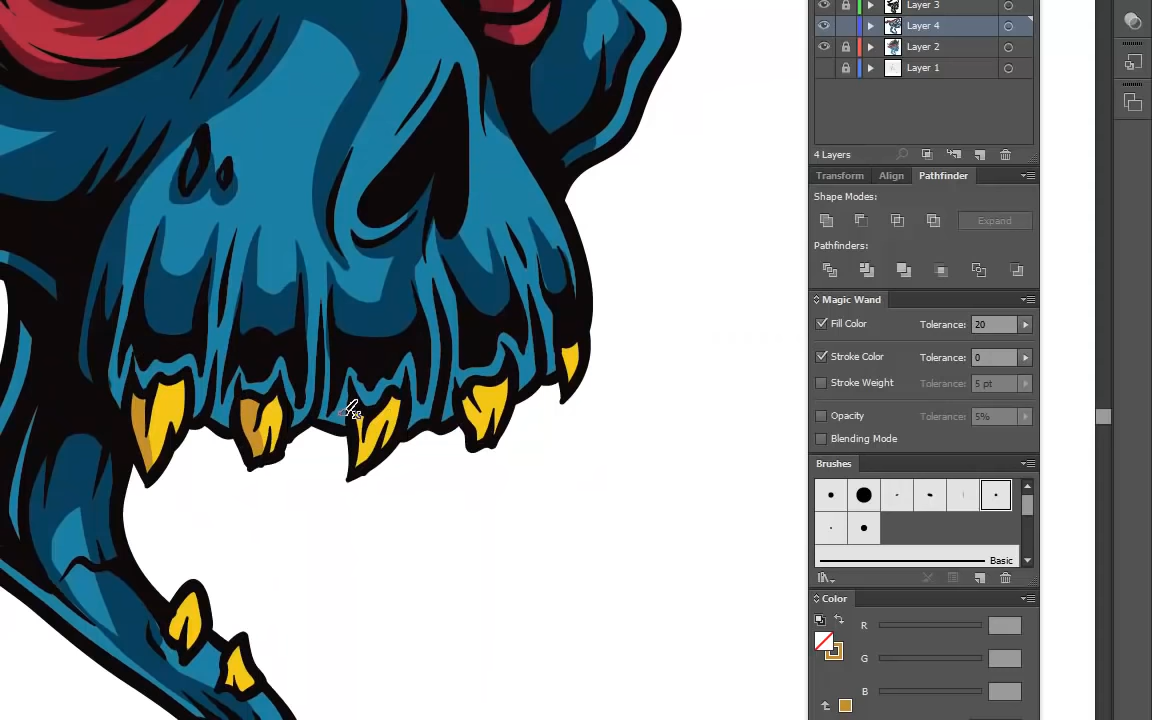 Layer 3
Layer 4
Layer 2
Layer 1
4 Layers
Transform Align Pathfinder
Shape Modes:
Expand
Pathfinders:
Magic Wand
Fill Color Tolerance: 20
Stroke Color Tolerance: 0
Stroke Weight Tolerance: 5 pt
Opacity Tolerance: 5%
Blending Mode
Brushes
Basic
Color
R
G
B